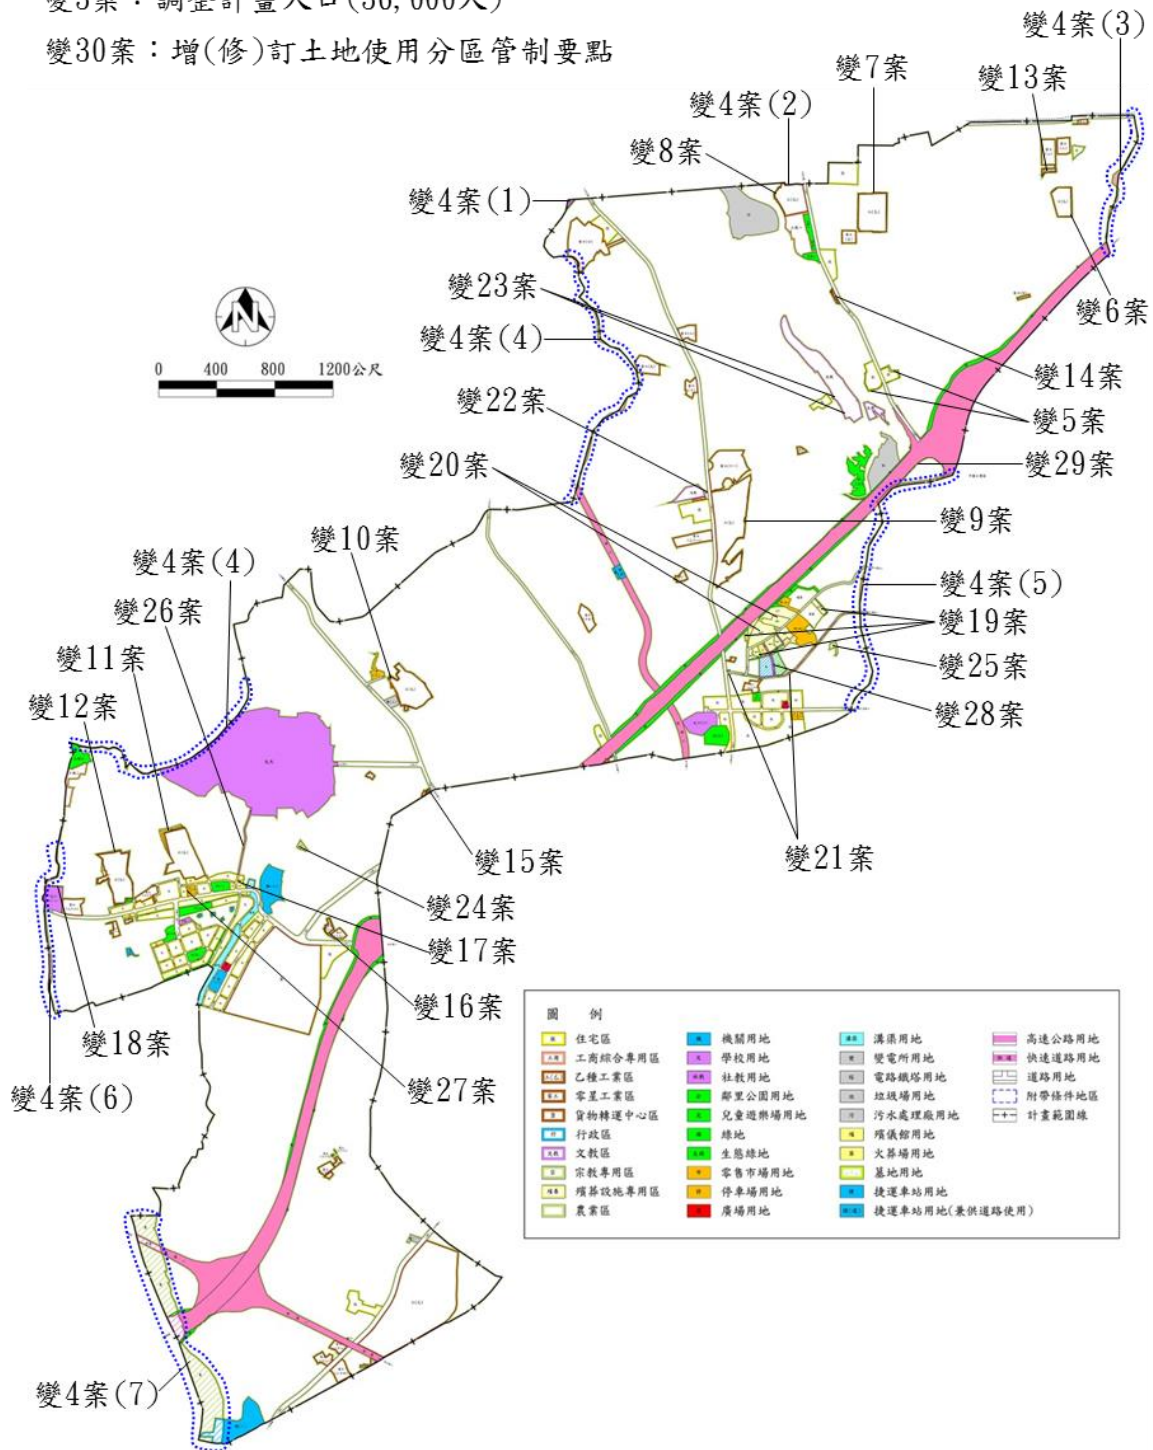 變3案：調整計畫人口(36,000人)
變30案：增(修)訂土地使用分區管制要點
變4案(3)
變7案
變13案
變4案(2)
變8案
變4案(1)
變23案
變6案
變4案(4)
N
0 400 800 1200公尺
變14案
變22案
變5案
變20案
變29案
變9案
變10案
變4案(4)
變4案(5)
變26案
變19案
變11案
變25案
變12案
變28案
變15案
變21案
變24案
變17案
變16案
變18案
變27案
變4案(6)
變4案(7)
圖 例
住宅區
工商綜合專用區
乙種工業區
零星工業區
貨物轉運中心區
行政區
文教區
宗教專用區
殯葬設施專用區
農業區
機關用地
學校用地
社教用地
鄰里公園用地
兒童遊樂場用地
綠地
生態綠地
零售市場用地
停車場用地
廣場用地
溝渠用地
變電所用地
電路鐵塔用地
垃圾場用地
污水處理廠用地
殯儀館用地
火葬場用地
墓地用地
捷運車站用地
捷運車站用地(兼供道路使用)
高速公路用地
快速道路用地
道路用地
附帶條件地區
計畫範圍線